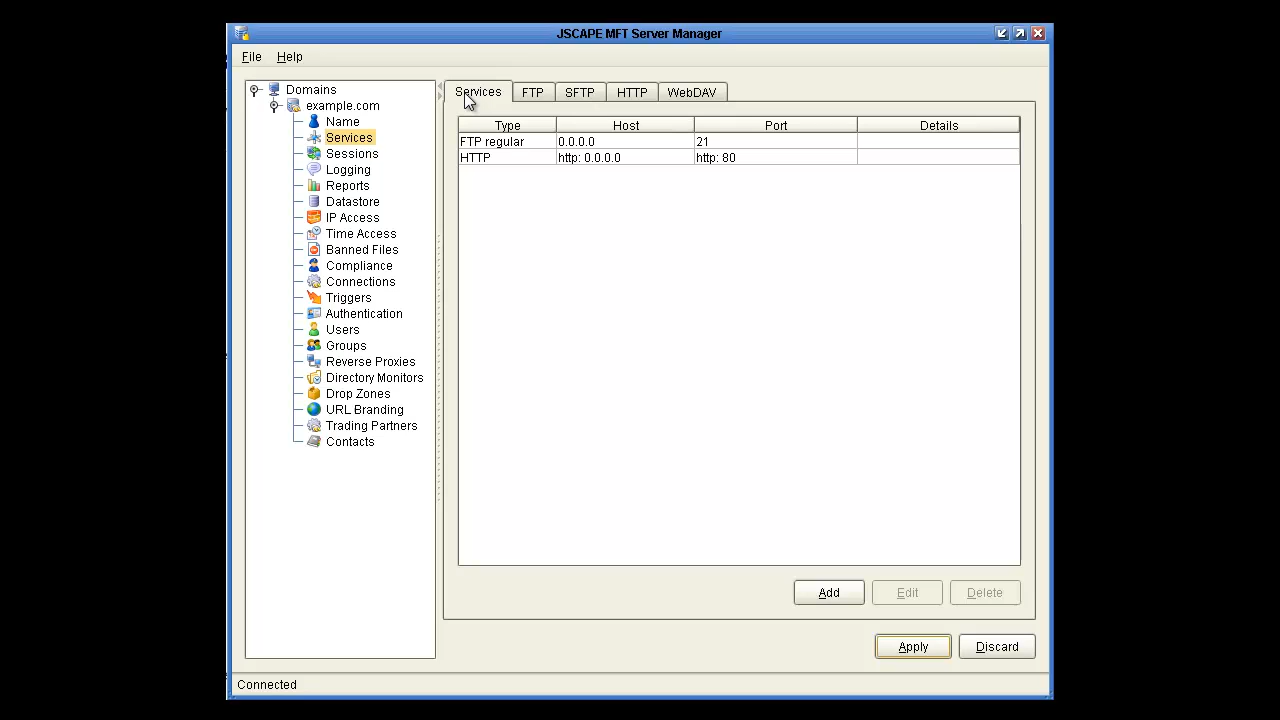 JSCAPE MFT Server Manager
File Help
Domains
example.com
Name
Services
Sessions
Logging
Reports
Datastore
IP Access
Time Access
Banned Files
Compliance
Connections
Triggers
Authentication
Users
Groups
Reverse Proxies
Directory Monitors
Drop Zones
URL Branding
Trading Partners
Contacts
Services FTP SFTP HTTP WebDAV
Type Host Port Details
FTP regular 0.0.0.0 21
HTTP http: 0.0.0.0 http: 80
Add Edit Delete
Apply Discard
Connected